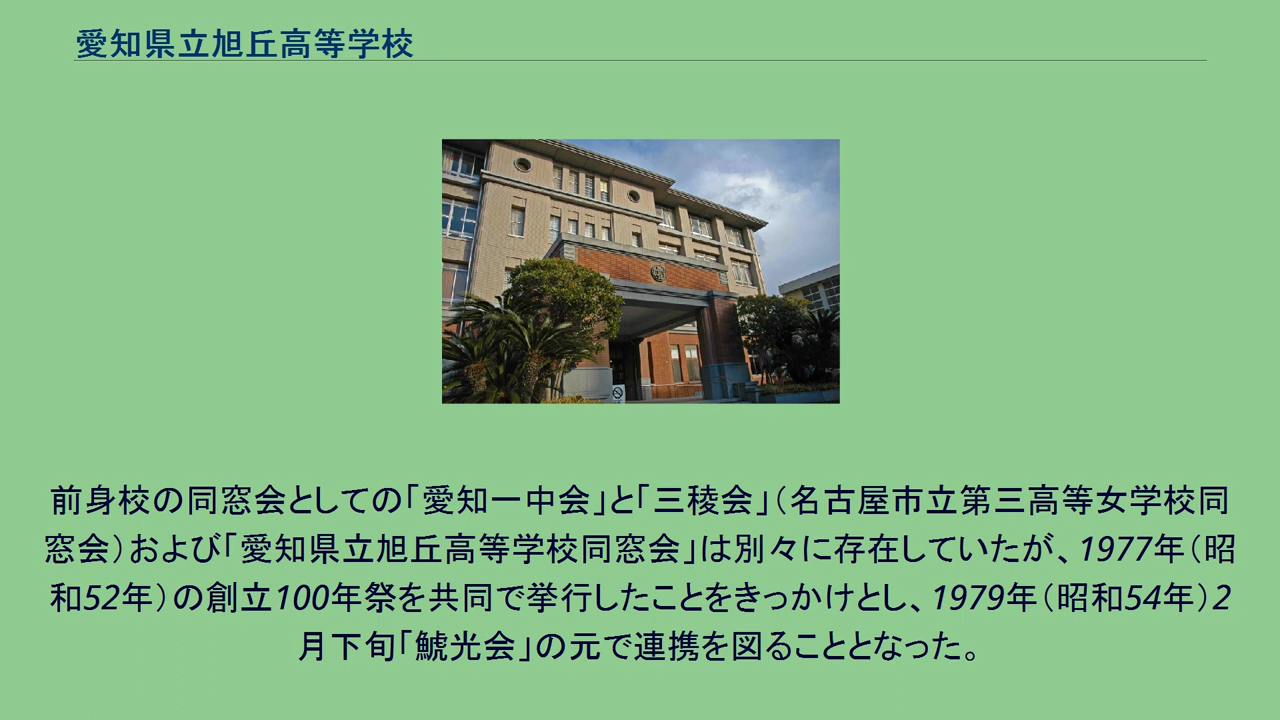 愛知県立旭丘高等学校
前身校の同窓会としての「愛知一中会」と「三稜会」（名古屋市立第三高等女学校同
窓会）および「愛知県立旭丘高等学校同窓会」は別々に存在していたが、1977年（昭
和52年）の創立100年祭を共同で挙行したことをきっかけとし、1979年（昭和54年）2
月下旬「鯱光会」の元で連携を図ることとなった。